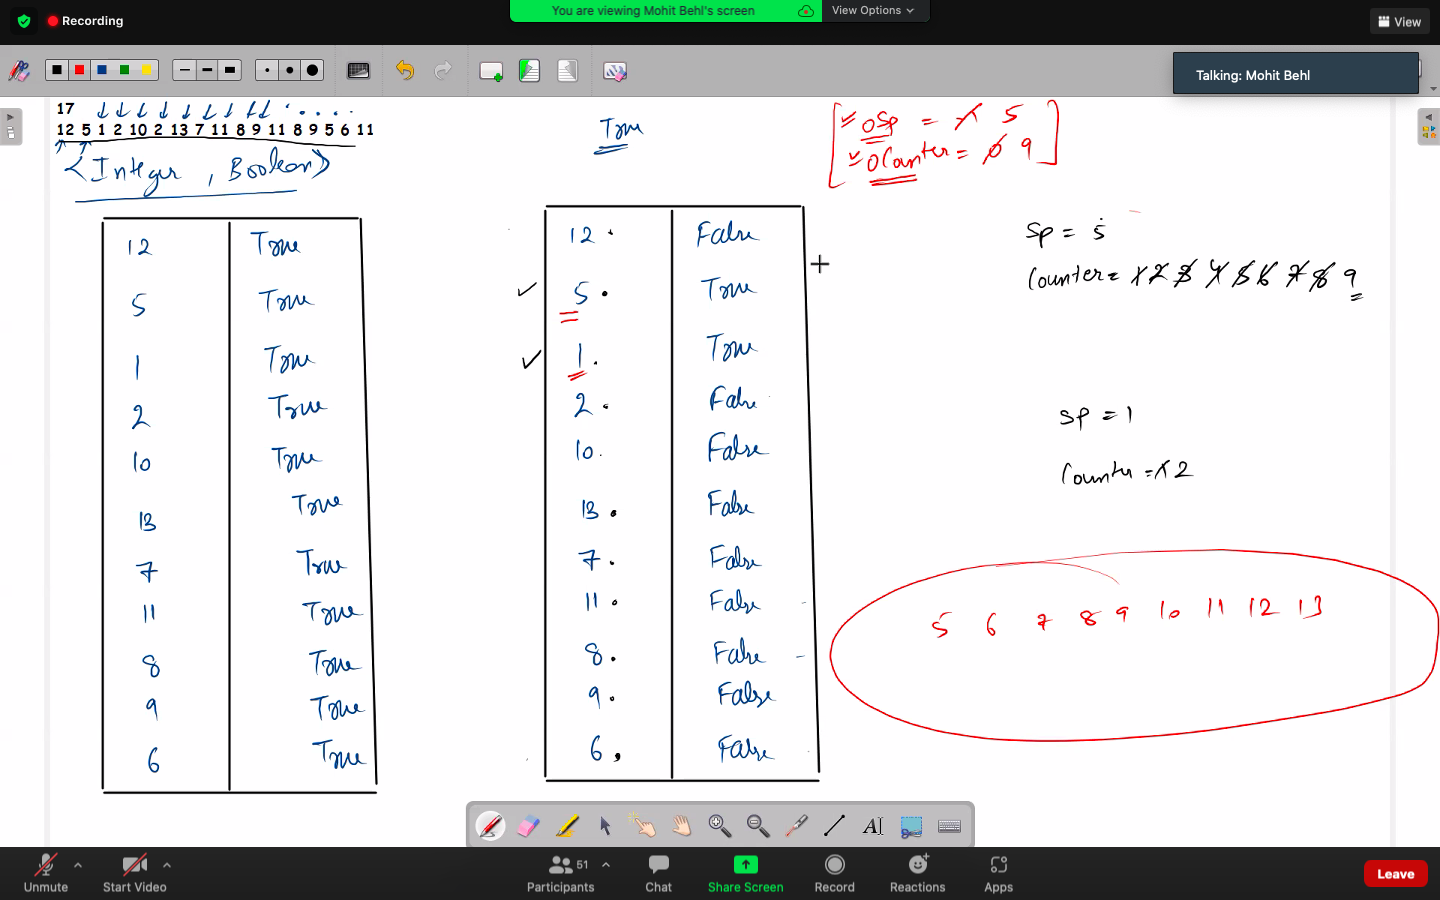 Recording
You are viewing Mohit Behl's screen
View Options
View
Talking: Mohit Behl
17
12 5 1 2 10 2 13 7 11 8 9 11 8 9 5 6 11
<Integer , Boolean>
True
OSp = 1 5
OCounter = 0 9
12 True
5 True
1 True
2 True
10 True
13 True
7 True
11 True
8 True
9 True
6 True
12 False
5 True
1 True
2 False
10 False
13 False
7 False
11 False
8 False
9 False
6 False
Sp = 5
Counter = 1 2 3 4 5 6 7 8 9
Sp = 1
Counter = 1 2
5 6 7 8 9 10 11 12 13
A
Unmute
Start Video
51
Participants
Chat
Share Screen
Record
Reactions
Apps
Leave